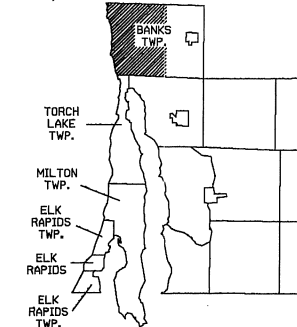 BANKS
TWP.
TORCH
LAKE
TWP.
MILTON
TWP.
ELK
RAPIDS
TWP.
ELK
RAPIDS
ELK
RAPIDS
TWP.